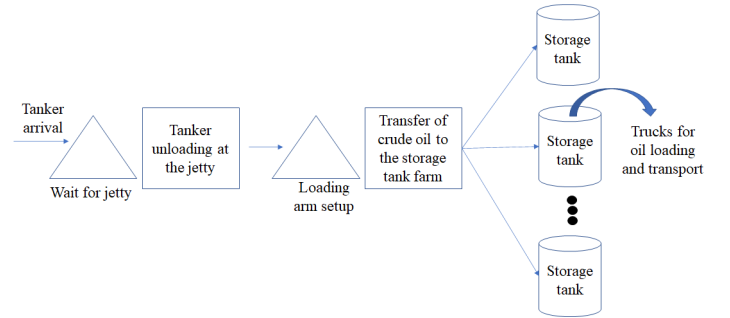 Tanker
arrival
Wait for jetty
Tanker
unloading at
the jetty
Loading
arm setup
Transfer of
crude oil to
the storage
tank farm
Storage
tank
Storage
tank
Storage
tank
Trucks for
oil loading
and transport